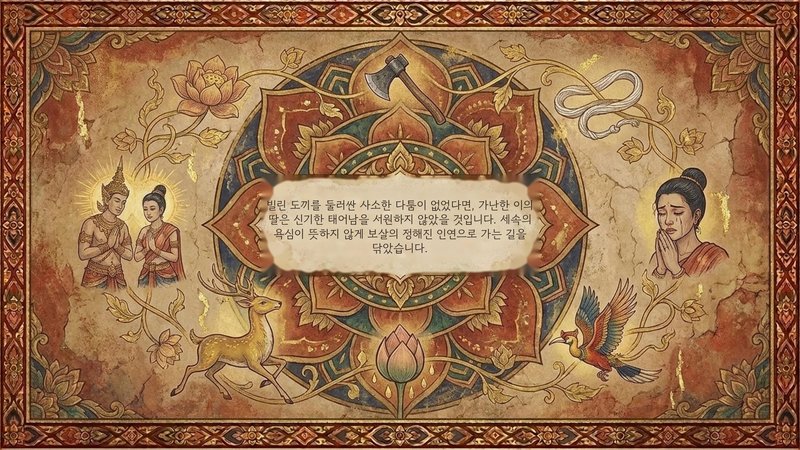 빌린 도끼를 둘러싼 사소한 다툼이 없었다면, 가난한 이의
딸은 신기한 태어남을 서원하지 않았을 것입니다. 세속의
욕심이 뜻하지 않게 보살의 정해진 인연으로 가는 길을
닦았습니다.